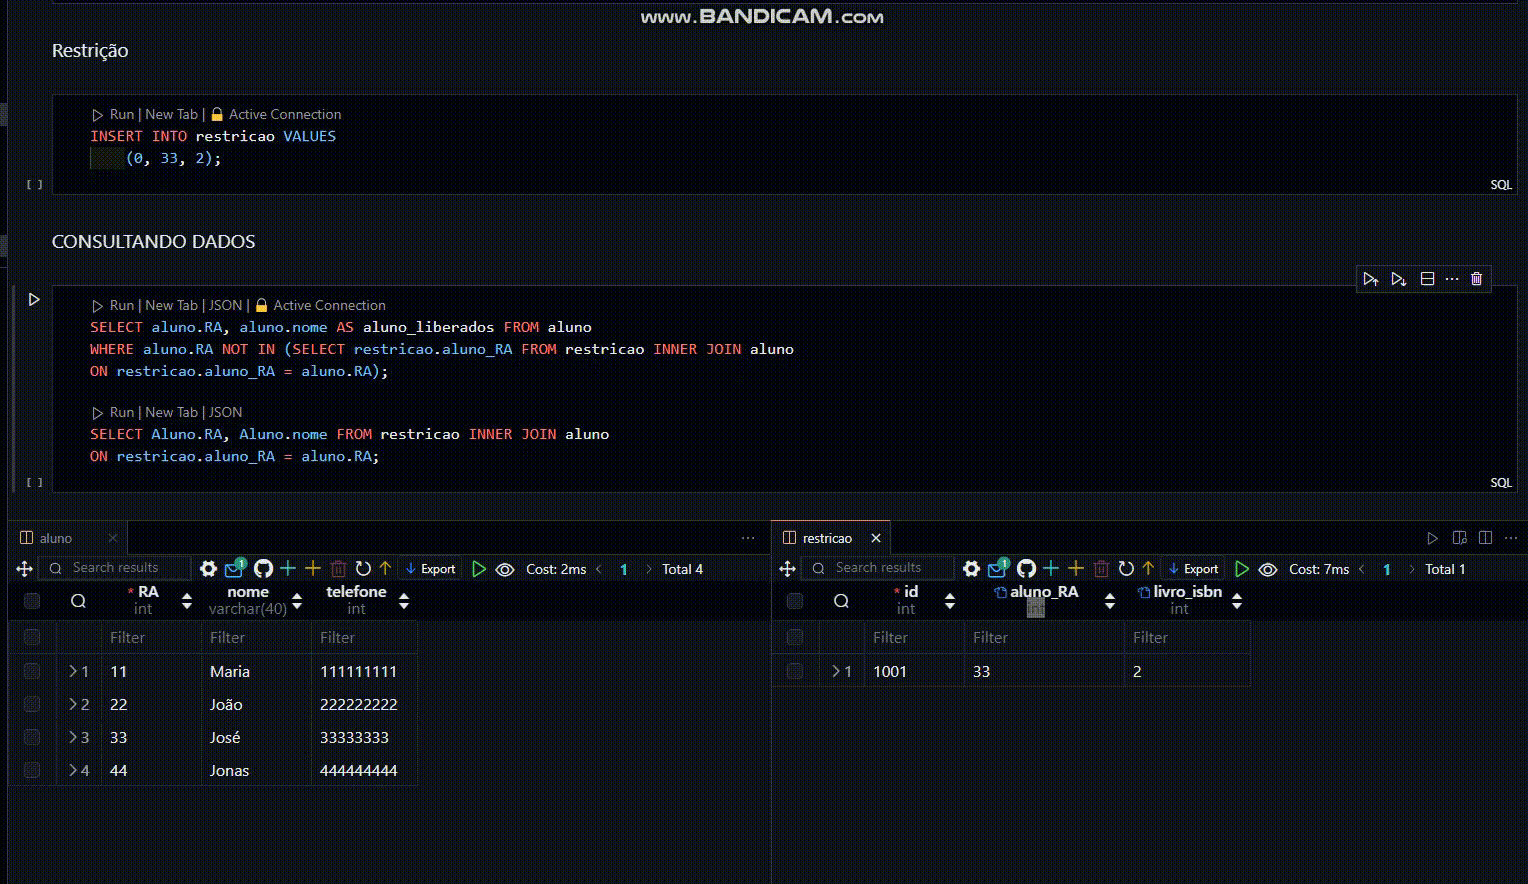 www.BANDICAM.com
Restrição
Run | New Tab | Active Connection
INSERT INTO restricao VALUES
(0, 33, 2);
[ ]
SQL
CONSULTANDO DADOS
Run | New Tab | JSON | Active Connection
SELECT aluno.RA, aluno.nome AS aluno_liberados FROM aluno
WHERE aluno.RA NOT IN (SELECT restricao.aluno_RA FROM restricao INNER JOIN aluno
ON restricao.aluno_RA = aluno.RA);
Run | New Tab | JSON
SELECT Aluno.RA, Aluno.nome FROM restricao INNER JOIN aluno
ON restricao.aluno_RA = aluno.RA;
[ ]
SQL
aluno
Search results 1 Export Cost: 2ms 1 Total 4
* RA nome telefone
int varchar(40) int
Filter Filter Filter
1 11 Maria 111111111
2 22 João 222222222
3 33 José 33333333
4 44 Jonas 444444444
restricao
Search results 1 Export Cost: 7ms 1 Total 1
* id aluno_RA livro_isbn
int int int
Filter Filter Filter
1 1001 33 2